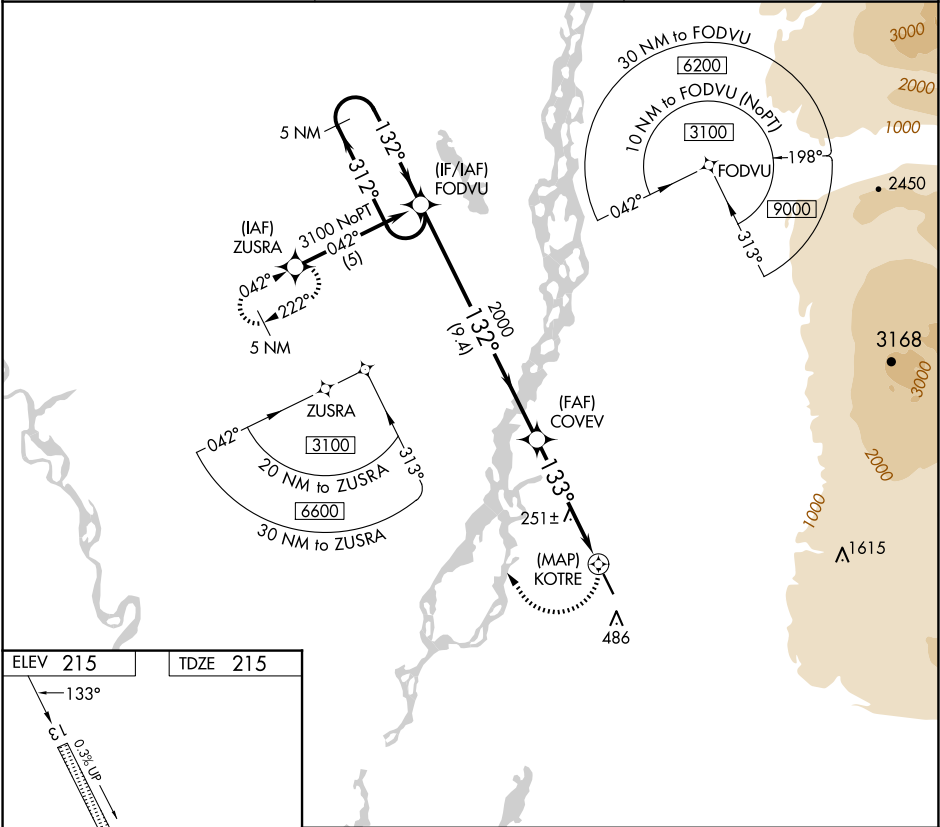 3000
2000
1000
30 NM to FODVU
6200
10 NM to FODVU (NoPT)
3100
FODVU
198°
042°
9000
313°
2450
5 NM
132°
312°
(IF/IAF)
FODVU
(IAF)
ZUSRA
3100 NoPT
042°
(5)
042°
222°
5 NM
2000
132°
(9.4)
3168
3000
2000
1000
1615
ZUSRA
042°
3100
313°
20 NM to ZUSRA
6600
30 NM to ZUSRA
(FAF)
COVEV
133°
251±
(MAP)
KOTRE
486
ELEV 215
TDZE 215
133°
13
0.3% UP